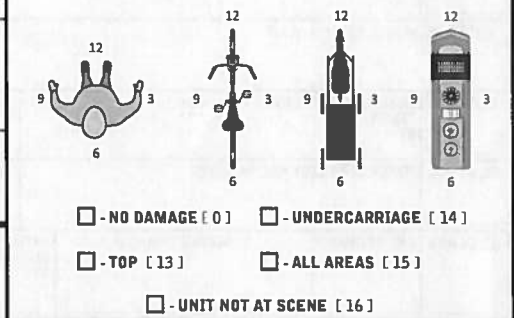 12 12 12 12
9 3 9 3 9 3 9 3
6 6 6 6
☐ - NO DAMAGE [ 0 ] ☐ - UNDERCARRIAGE [ 14 ]
☐ - TOP [ 13 ] ☐ - ALL AREAS [ 15 ]
☐ - UNIT NOT AT SCENE [ 16 ]